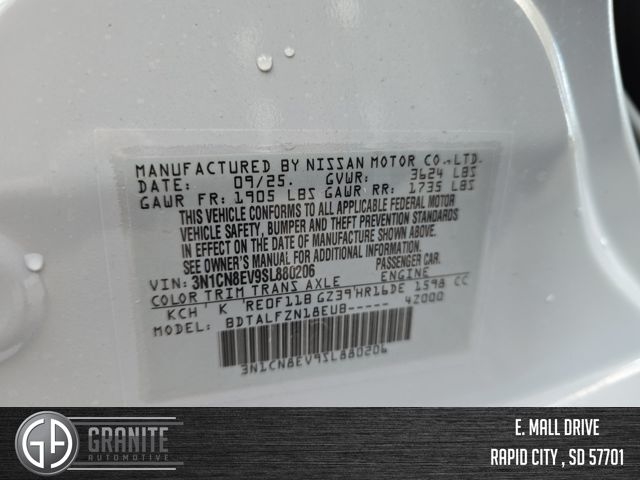 MANUFACTURED BY NISSAN MOTOR CO.,LTD.
DATE: 09/25. GVWR: 3624 LBS
GAWR FR: 1905 LBS GAWR RR: 1735 LBS
THIS VEHICLE CONFORMS TO ALL APPLICABLE FEDERAL MOTOR
VEHICLE SAFETY, BUMPER AND THEFT PREVENTION STANDARDS
IN EFFECT ON THE DATE OF MANUFACTURE SHOWN ABOVE.
SEE OWNER'S MANUAL FOR ADDITIONAL INFORMATION
VIN: 3N1CN8EV9SL880206 PASSENGER CAR.
COLOR TRIM TRANS AXLE ENGINE
KCH K RE0F11B GZ39 HR16DE 1598 CC
MODEL: BDTALFZN18EUB----- 42000
3N1CN8EV9SL880206
GA GRANITE
AUTOMOTIVE
E. MALL DRIVE
RAPID CITY , SD 57701